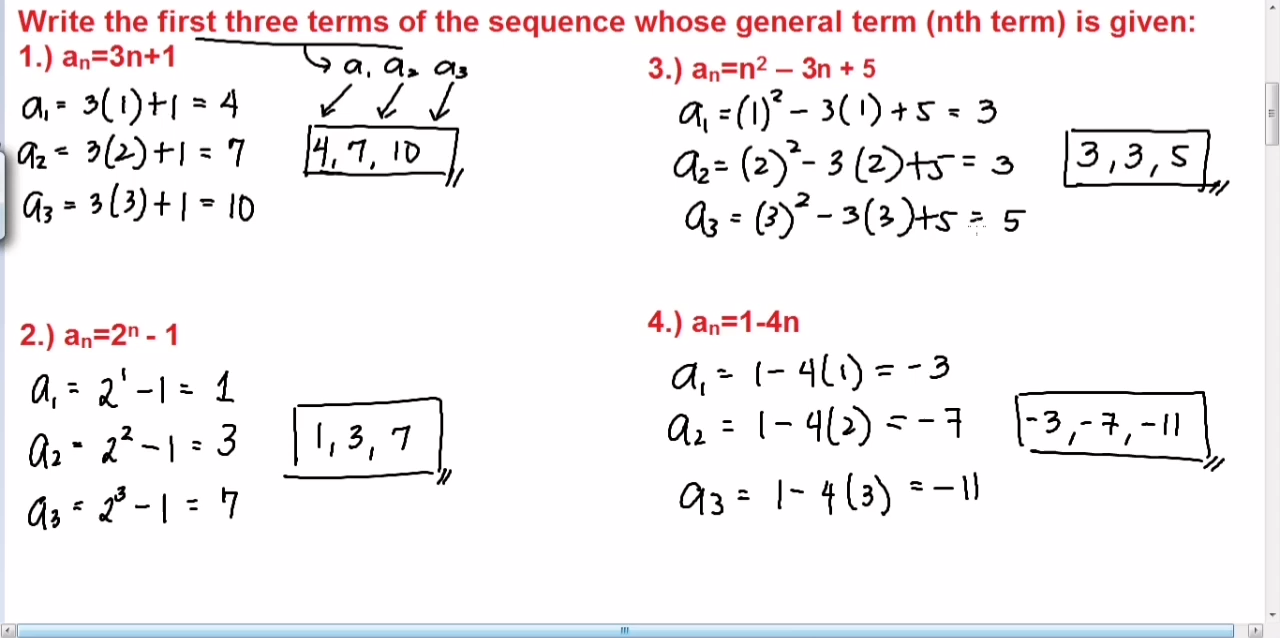 Write the first three terms of the sequence whose general term (nth term) is given:
1.) aₙ=3n+1
a₁ a₂ a₃
a₁ = 3(1)+1 = 4
a₂ = 3(2)+1 = 7
a₃ = 3(3)+1 = 10
4, 7, 10
2.) aₙ=2ⁿ - 1
a₁ = 2¹ -1 = 1
a₂ = 2² -1 = 3
a₃ = 2³ - 1 = 7
1, 3, 7
3.) aₙ=n² – 3n + 5
a₁ = (1)² - 3(1) + 5 = 3
a₂ = (2)² - 3(2)+5 = 3
a₃ = (3)² - 3(3)+5 = 5
3, 3, 5
4.) aₙ=1-4n
a₁ = 1 - 4(1) = -3
a₂ = 1 - 4(2) = -7
a₃ = 1 - 4(3) = -11
-3, -7, -11